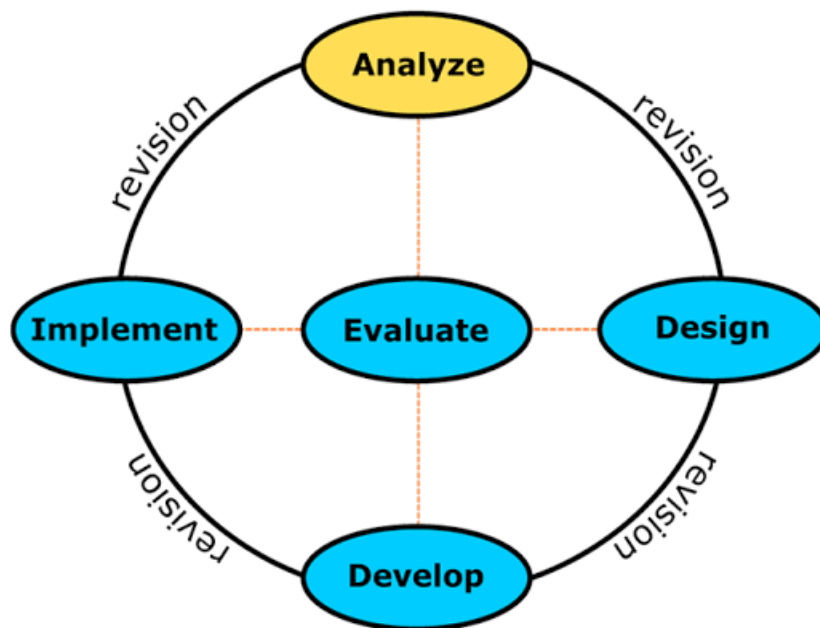 Analyze
revision
revision
Implement
Evaluate
Design
revision
revision
Develop